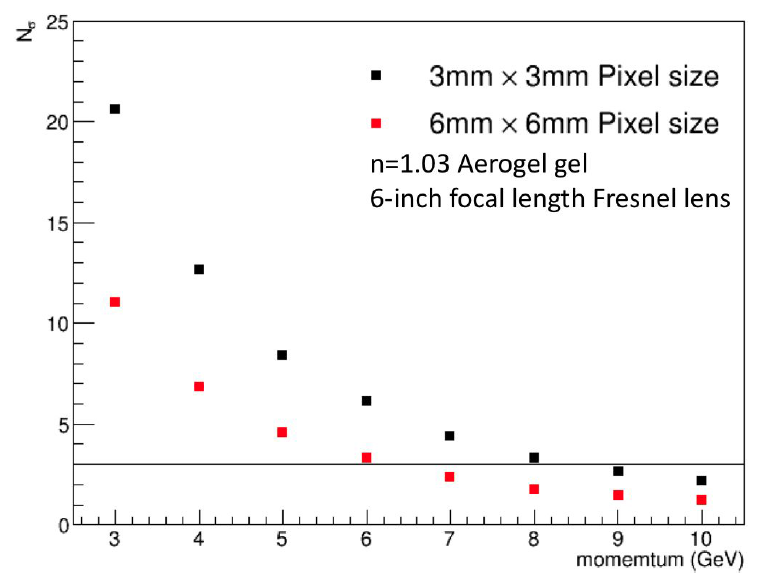 25
N_σ
3mm × 3mm Pixel size
20
6mm × 6mm Pixel size
n=1.03 Aerogel gel
6-inch focal length Fresnel lens
15
10
5
0
3 4 5 6 7 8 9 10
momemtum (GeV)